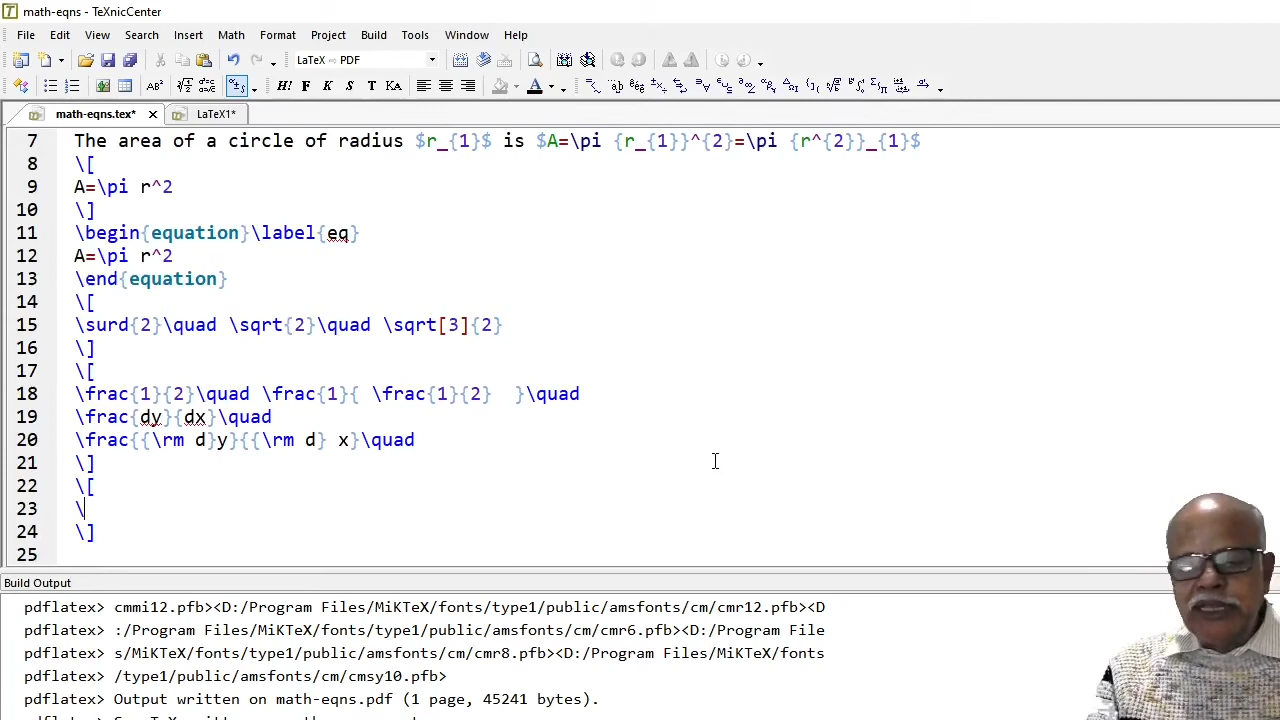 math-eqns - TeXnicCenter
File Edit View Search Insert Math Format Project Build Tools Window Help
LaTeX ⇨ PDF
H! F K S T KA A
math-eqns.tex* LaTeX1*
7 The area of a circle of radius $r_{1}$ is $A=\pi {r_{1}}^{2}=\pi {r^{2}}_{1}$
8 \[
9 A=\pi r^2
10 \]
11 \begin{equation}\label{eq}
12 A=\pi r^2
13 \end{equation}
14 \[
15 \surd{2}\quad \sqrt{2}\quad \sqrt[3]{2}
16 \]
17 \[
18 \frac{1}{2}\quad \frac{1}{ \frac{1}{2}  }\quad
19 \frac{dy}{dx}\quad
20 \frac{{\rm d}y}{{\rm d} x}\quad
21 \]
22 \[
23 \
24 \]
25
Build Output
pdflatex> cmmi12.pfb><D:/Program Files/MiKTeX/fonts/type1/public/amsfonts/cm/cmr12.pfb><D
pdflatex> :/Program Files/MiKTeX/fonts/type1/public/amsfonts/cm/cmr6.pfb><D:/Program File
pdflatex> s/MiKTeX/fonts/type1/public/amsfonts/cm/cmr8.pfb><D:/Program Files/MiKTeX/fonts
pdflatex> /type1/public/amsfonts/cm/cmsy10.pfb>
pdflatex> Output written on math-eqns.pdf (1 page, 45241 bytes).